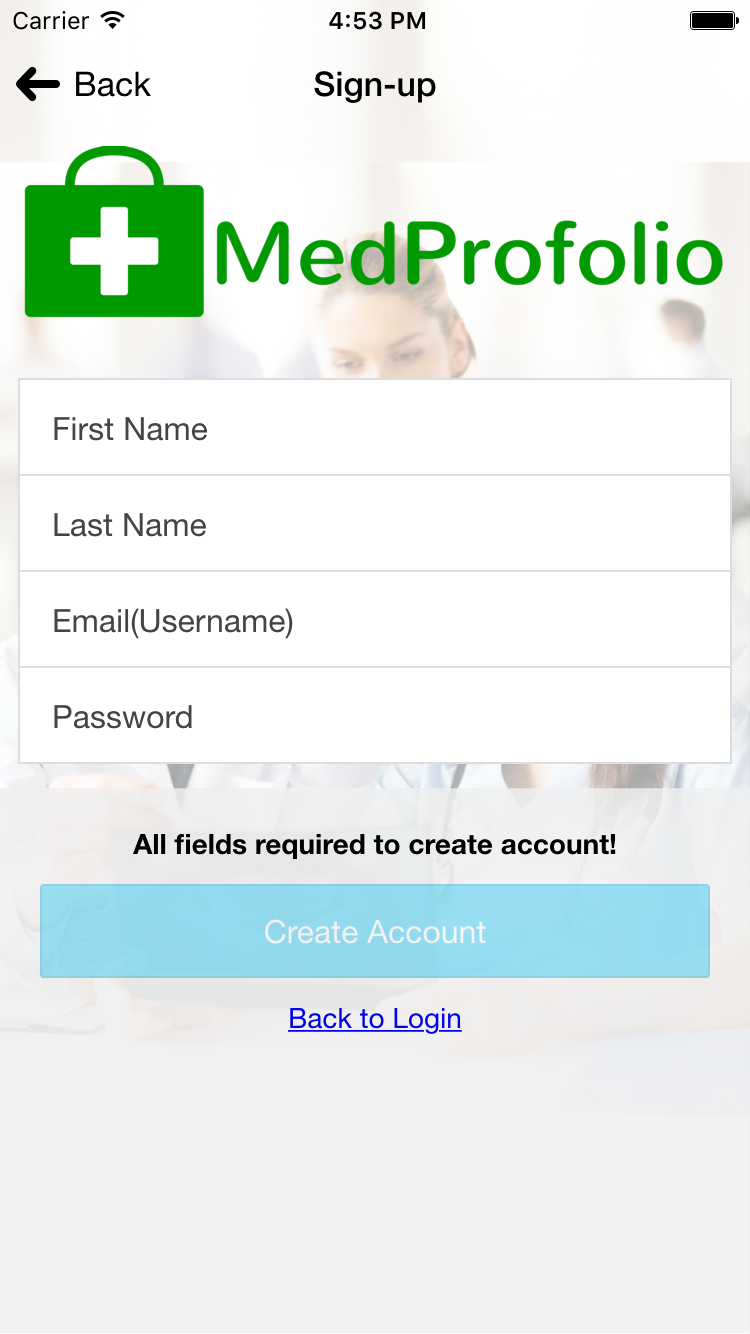 Carrier 4:53 PM
Back Sign-up
MedProfolio
First Name
Last Name
Email(Username)
Password
All fields required to create account!
Create Account
Back to Login